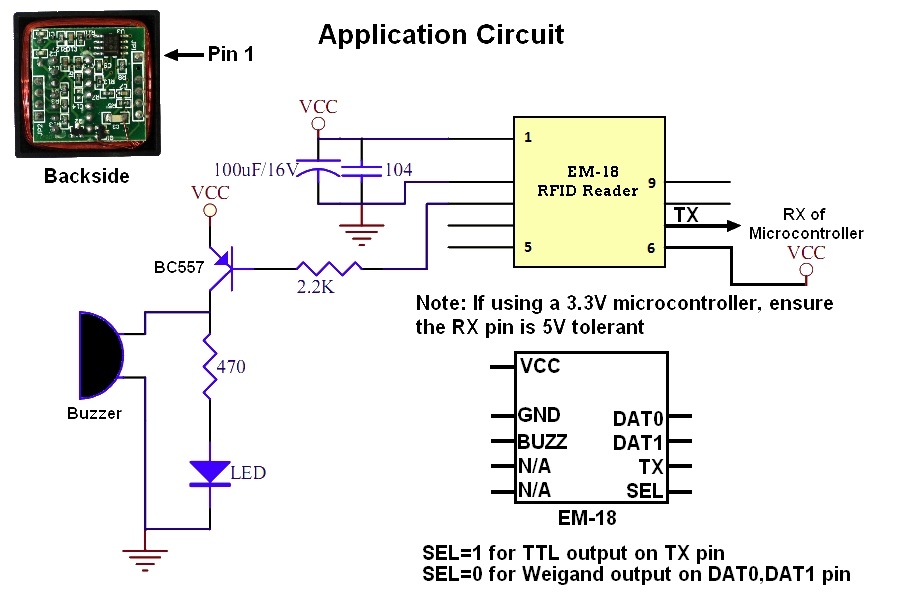 Application Circuit
Pin 1
Backside
VCC
100uF/16V
104
1
EM-18
RFID Reader
9
TX
5
6
RX of
Microcontroller
VCC
VCC
BC557
2.2K
Note: If using a 3.3V microcontroller, ensure
the RX pin is 5V tolerant
470
Buzzer
LED
VCC
GND
DAT0
BUZZ
DAT1
N/A
TX
N/A
SEL
EM-18
SEL=1 for TTL output on TX pin
SEL=0 for Weigand output on DAT0,DAT1 pin